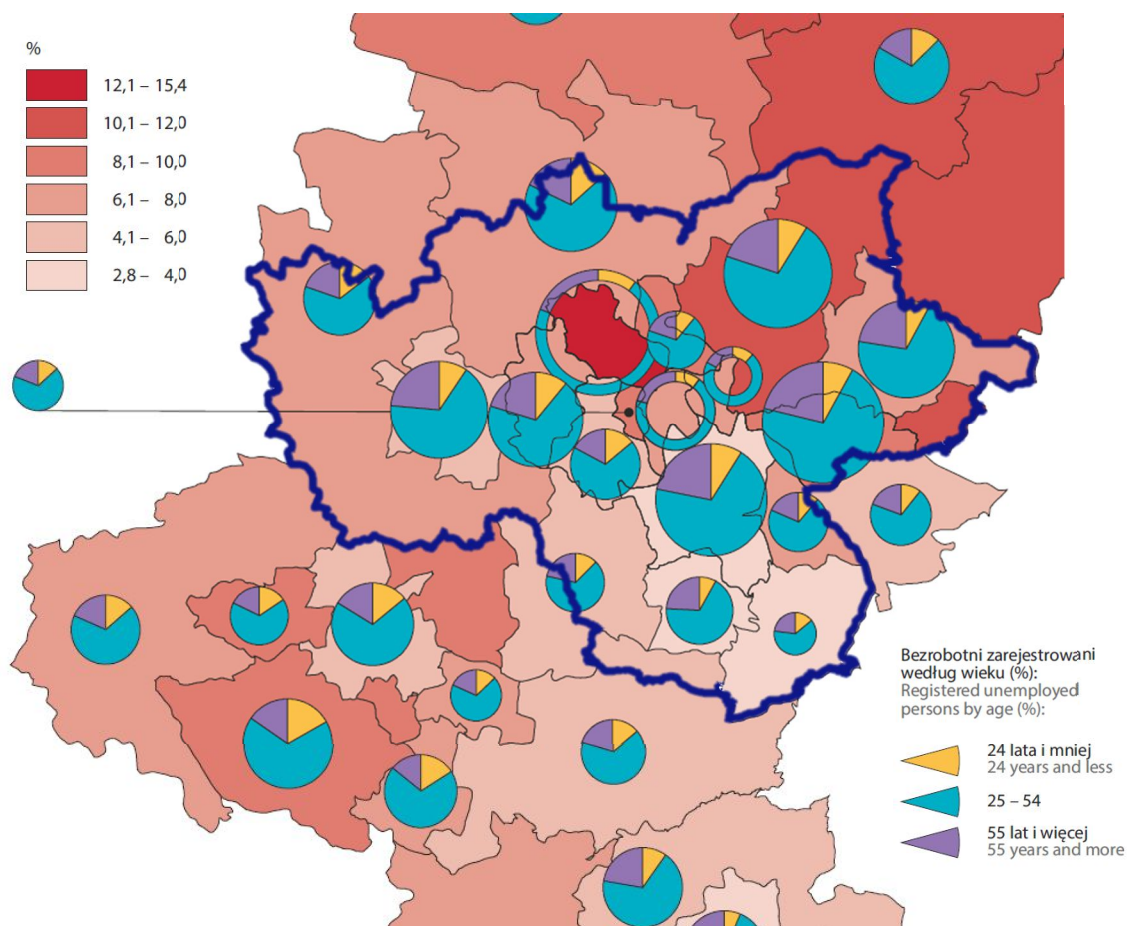 %
12,1 – 15,4
10,1 – 12,0
8,1 – 10,0
6,1 – 8,0
4,1 – 6,0
2,8 – 4,0
Bezrobotni zarejestrowani
według wieku (%):
Registered unemployed
persons by age (%):
24 lata i mniej
24 years and less
25 – 54
55 lat i więcej
55 years and more